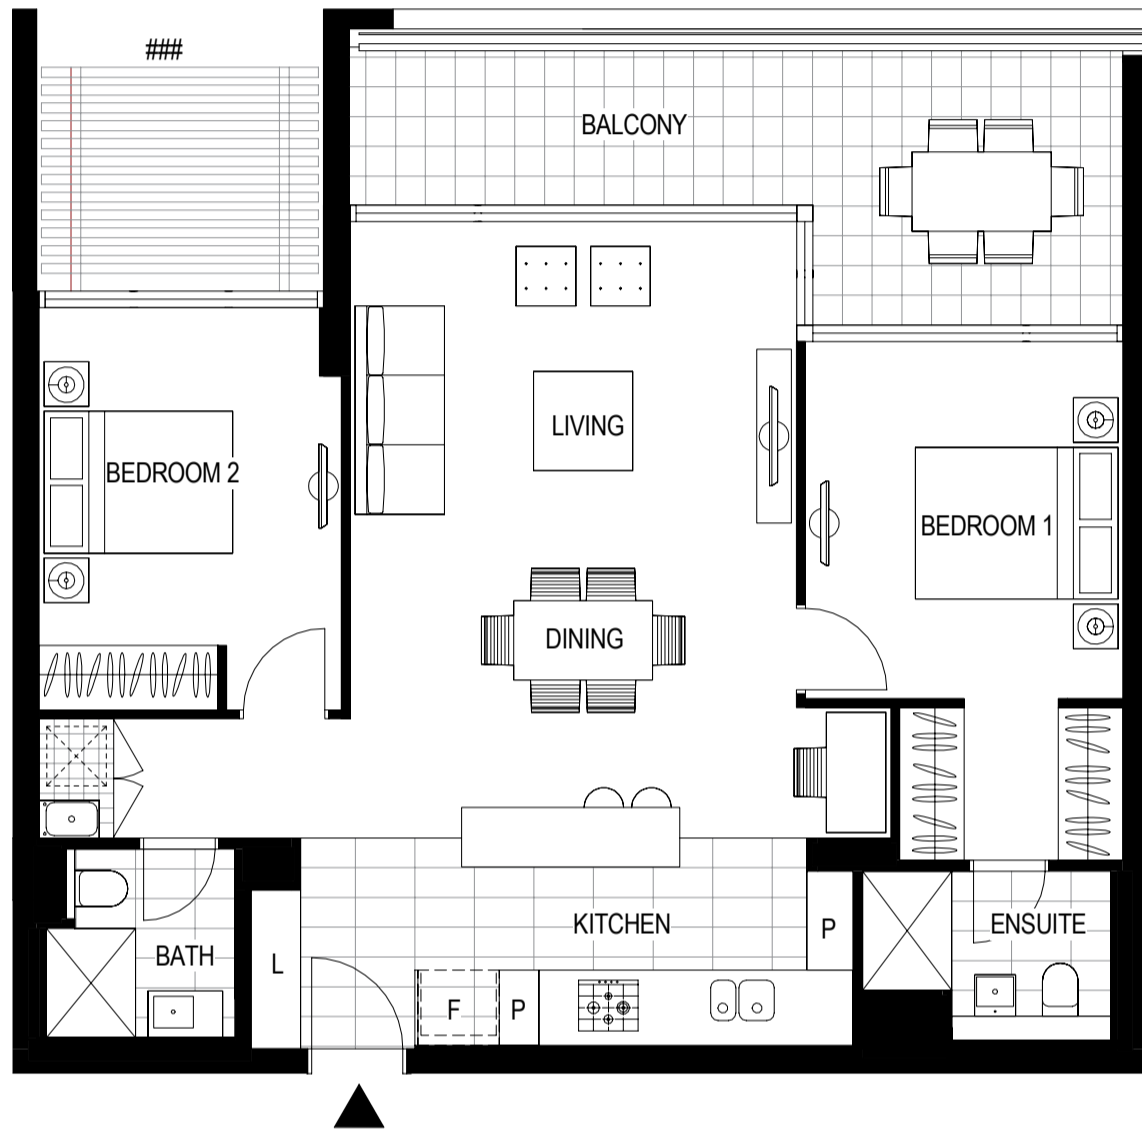 ###
BALCONY
LIVING
BEDROOM 2
BEDROOM 1
DINING
KITCHEN
P
ENSUITE
BATH
L
F
P